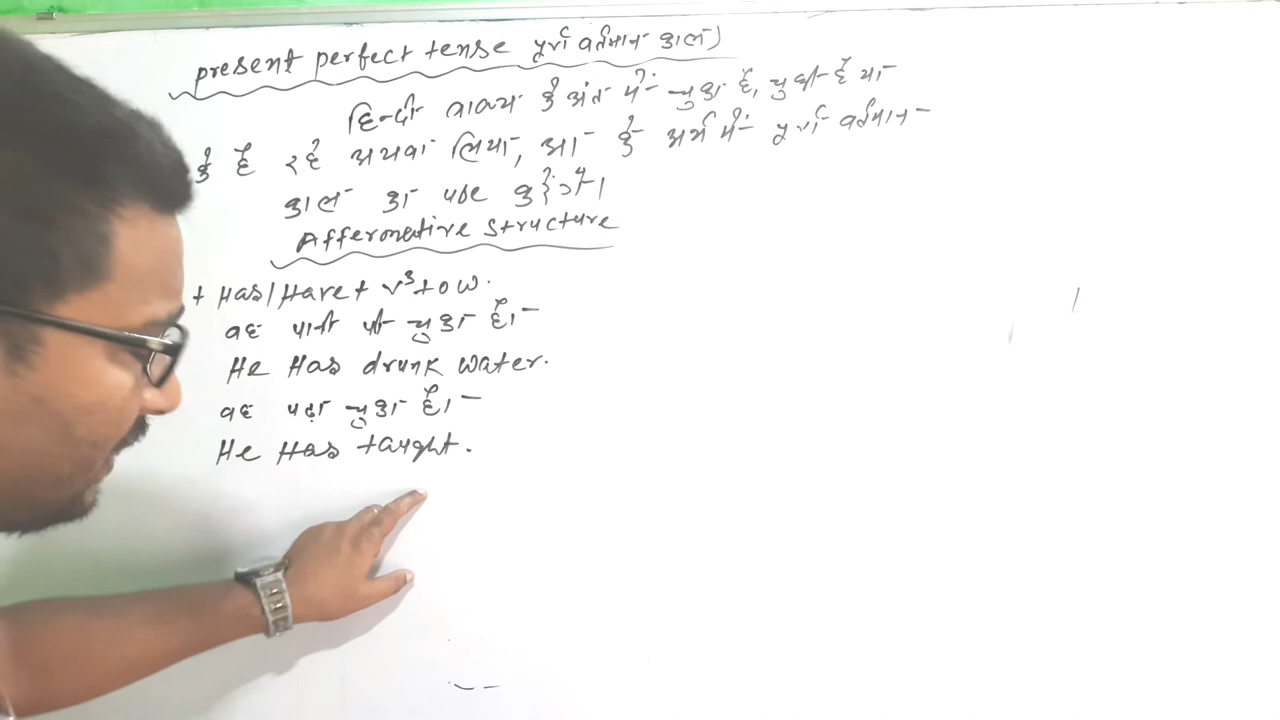 present perfect tense पूर्ण वर्तमान काल)
हिन्दी वाक्य के अंत में चुका है, चुकी है या
के है रहे अथवा लिया, आ के अर्थ में पूर्ण वर्तमान
काल का use करेंगे।
Affermative structure
+ Has/Have + v³ + o w.
वह पानी पी चुका है।
He Has drunk water.
वह पढ़ा चुका है।
He Has taught.